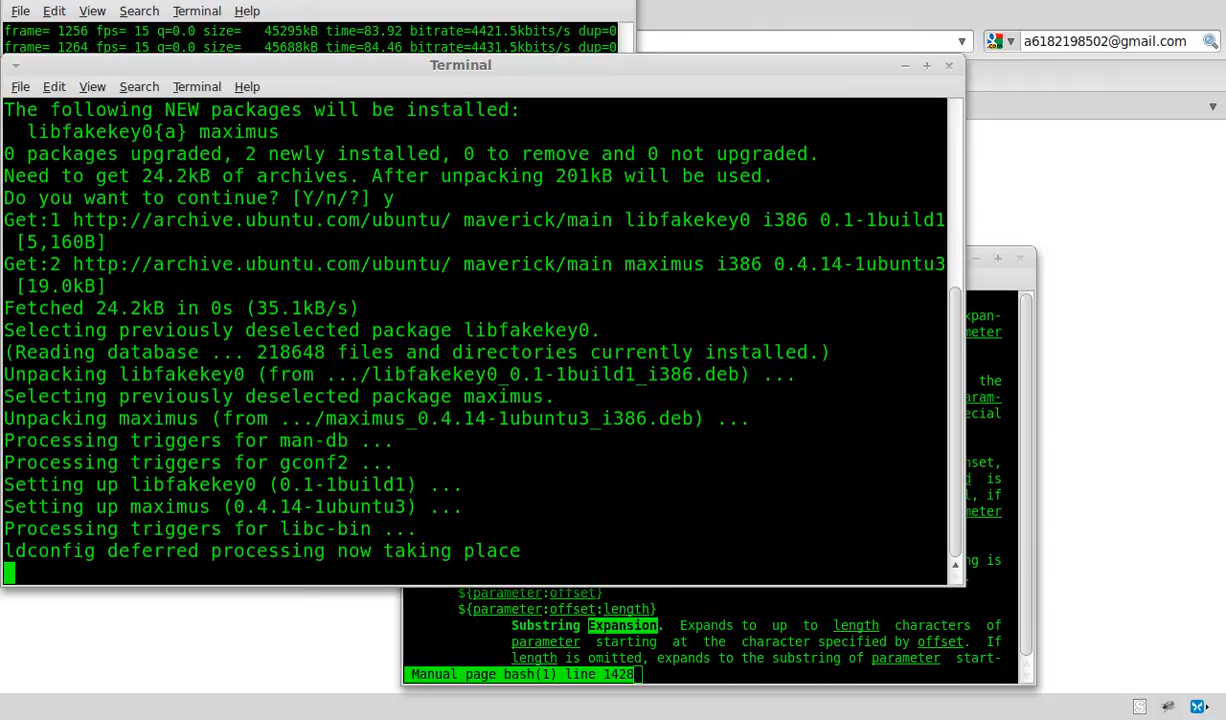 File Edit View Search Terminal Help
frame= 1256 fps= 15 q=0.0 size=   45295kB time=83.92 bitrate=4421.5kbits/s dup=0
frame= 1264 fps= 15 q=0.0 size=   45688kB time=84.46 bitrate=4431.5kbits/s dup=0
a6182198502@gmail.com
Terminal
File Edit View Search Terminal Help
The following NEW packages will be installed:
  libfakekey0{a} maximus
0 packages upgraded, 2 newly installed, 0 to remove and 0 not upgraded.
Need to get 24.2kB of archives. After unpacking 201kB will be used.
Do you want to continue? [Y/n/?] y
Get:1 http://archive.ubuntu.com/ubuntu/ maverick/main libfakekey0 i386 0.1-1build1
 [5,160B]
Get:2 http://archive.ubuntu.com/ubuntu/ maverick/main maximus i386 0.4.14-1ubuntu3
 [19.0kB]
Fetched 24.2kB in 0s (35.1kB/s)
Selecting previously deselected package libfakekey0.
(Reading database ... 218648 files and directories currently installed.)
Unpacking libfakekey0 (from .../libfakekey0_0.1-1build1_i386.deb) ...
Selecting previously deselected package maximus.
Unpacking maximus (from .../maximus_0.4.14-1ubuntu3_i386.deb) ...
Processing triggers for man-db ...
Processing triggers for gconf2 ...
Setting up libfakekey0 (0.1-1build1) ...
Setting up maximus (0.4.14-1ubuntu3) ...
Processing triggers for libc-bin ...
ldconfig deferred processing now taking place
xpan-
meter
the
aram-
ecial
nset,
d is
l, if
meter
ng is
${parameter:offset}
${parameter:offset:length}
Substring Expansion. Expands to up to length characters of
parameter starting at the character specified by offset. If
length is omitted, expands to the substring of parameter start-
Manual page bash(1) line 1428